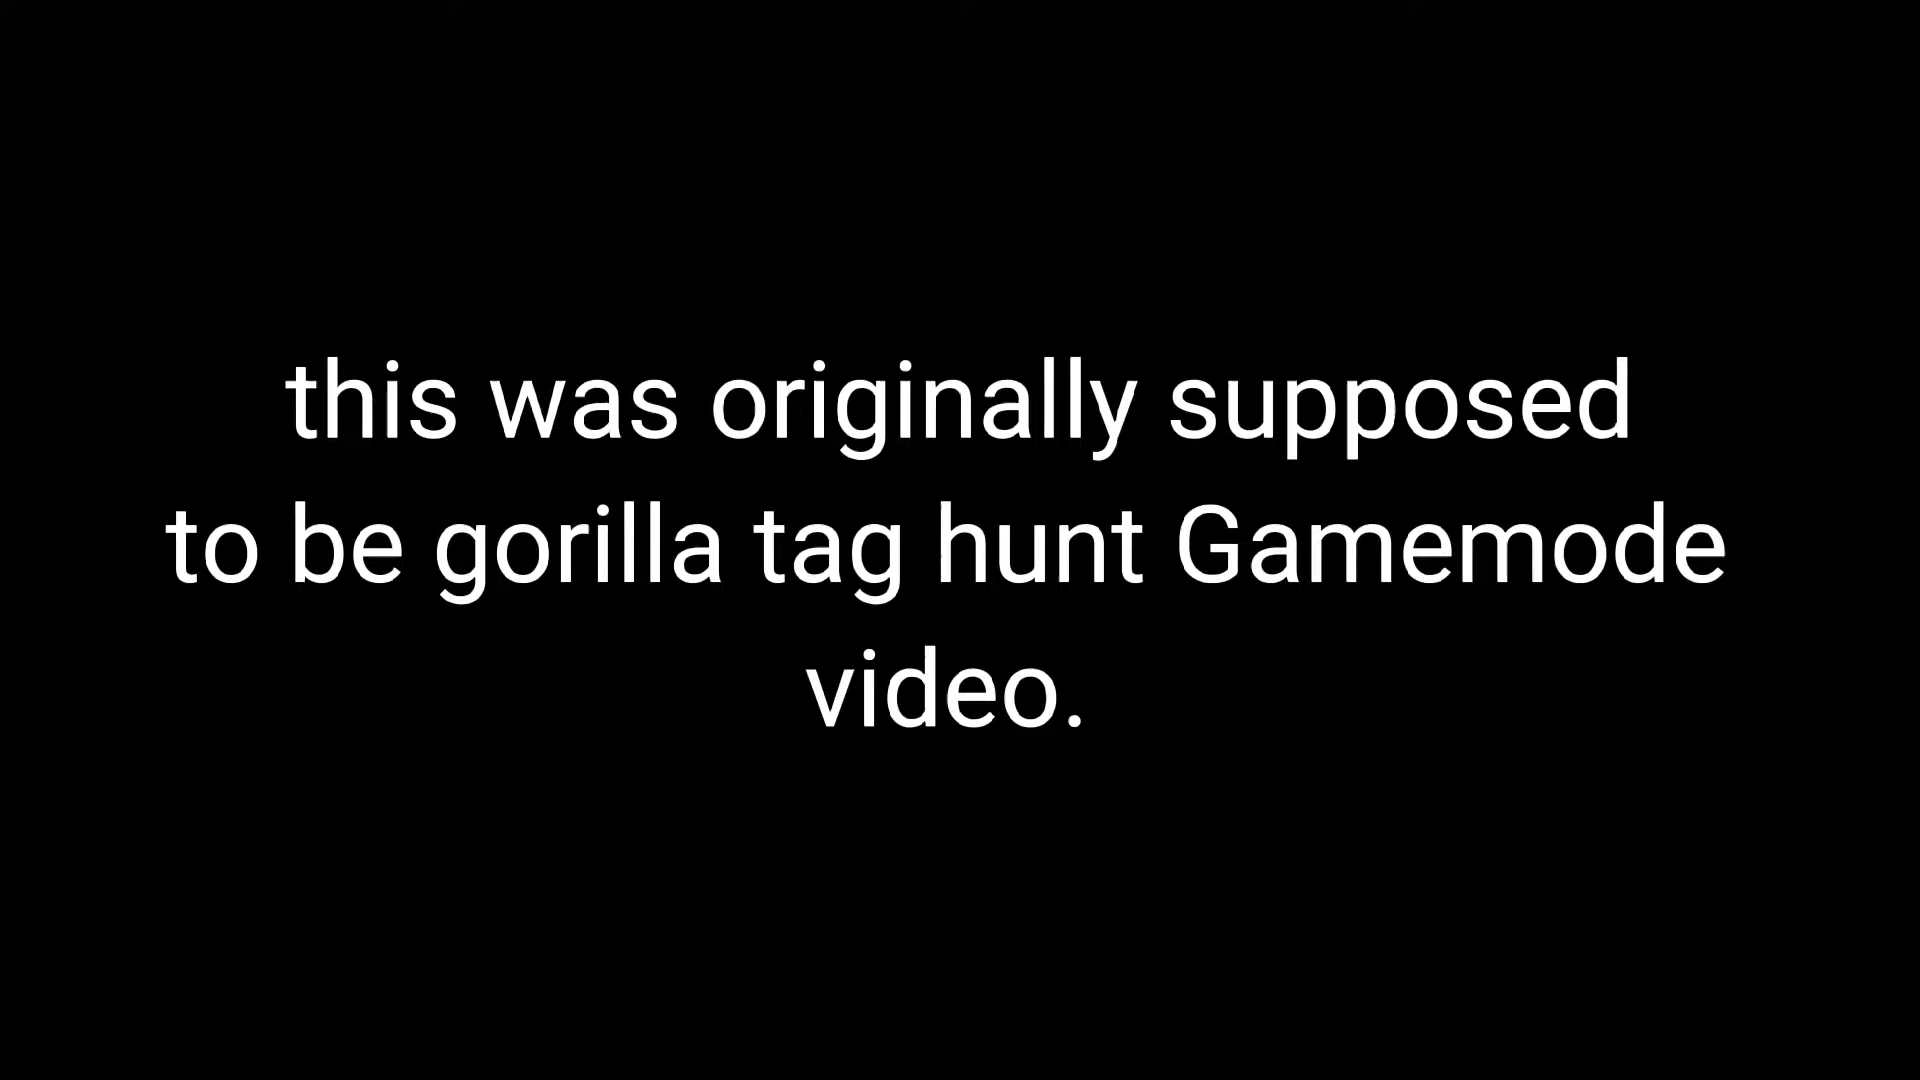 this was originally supposed
to be gorilla tag hunt Gamemode
video.